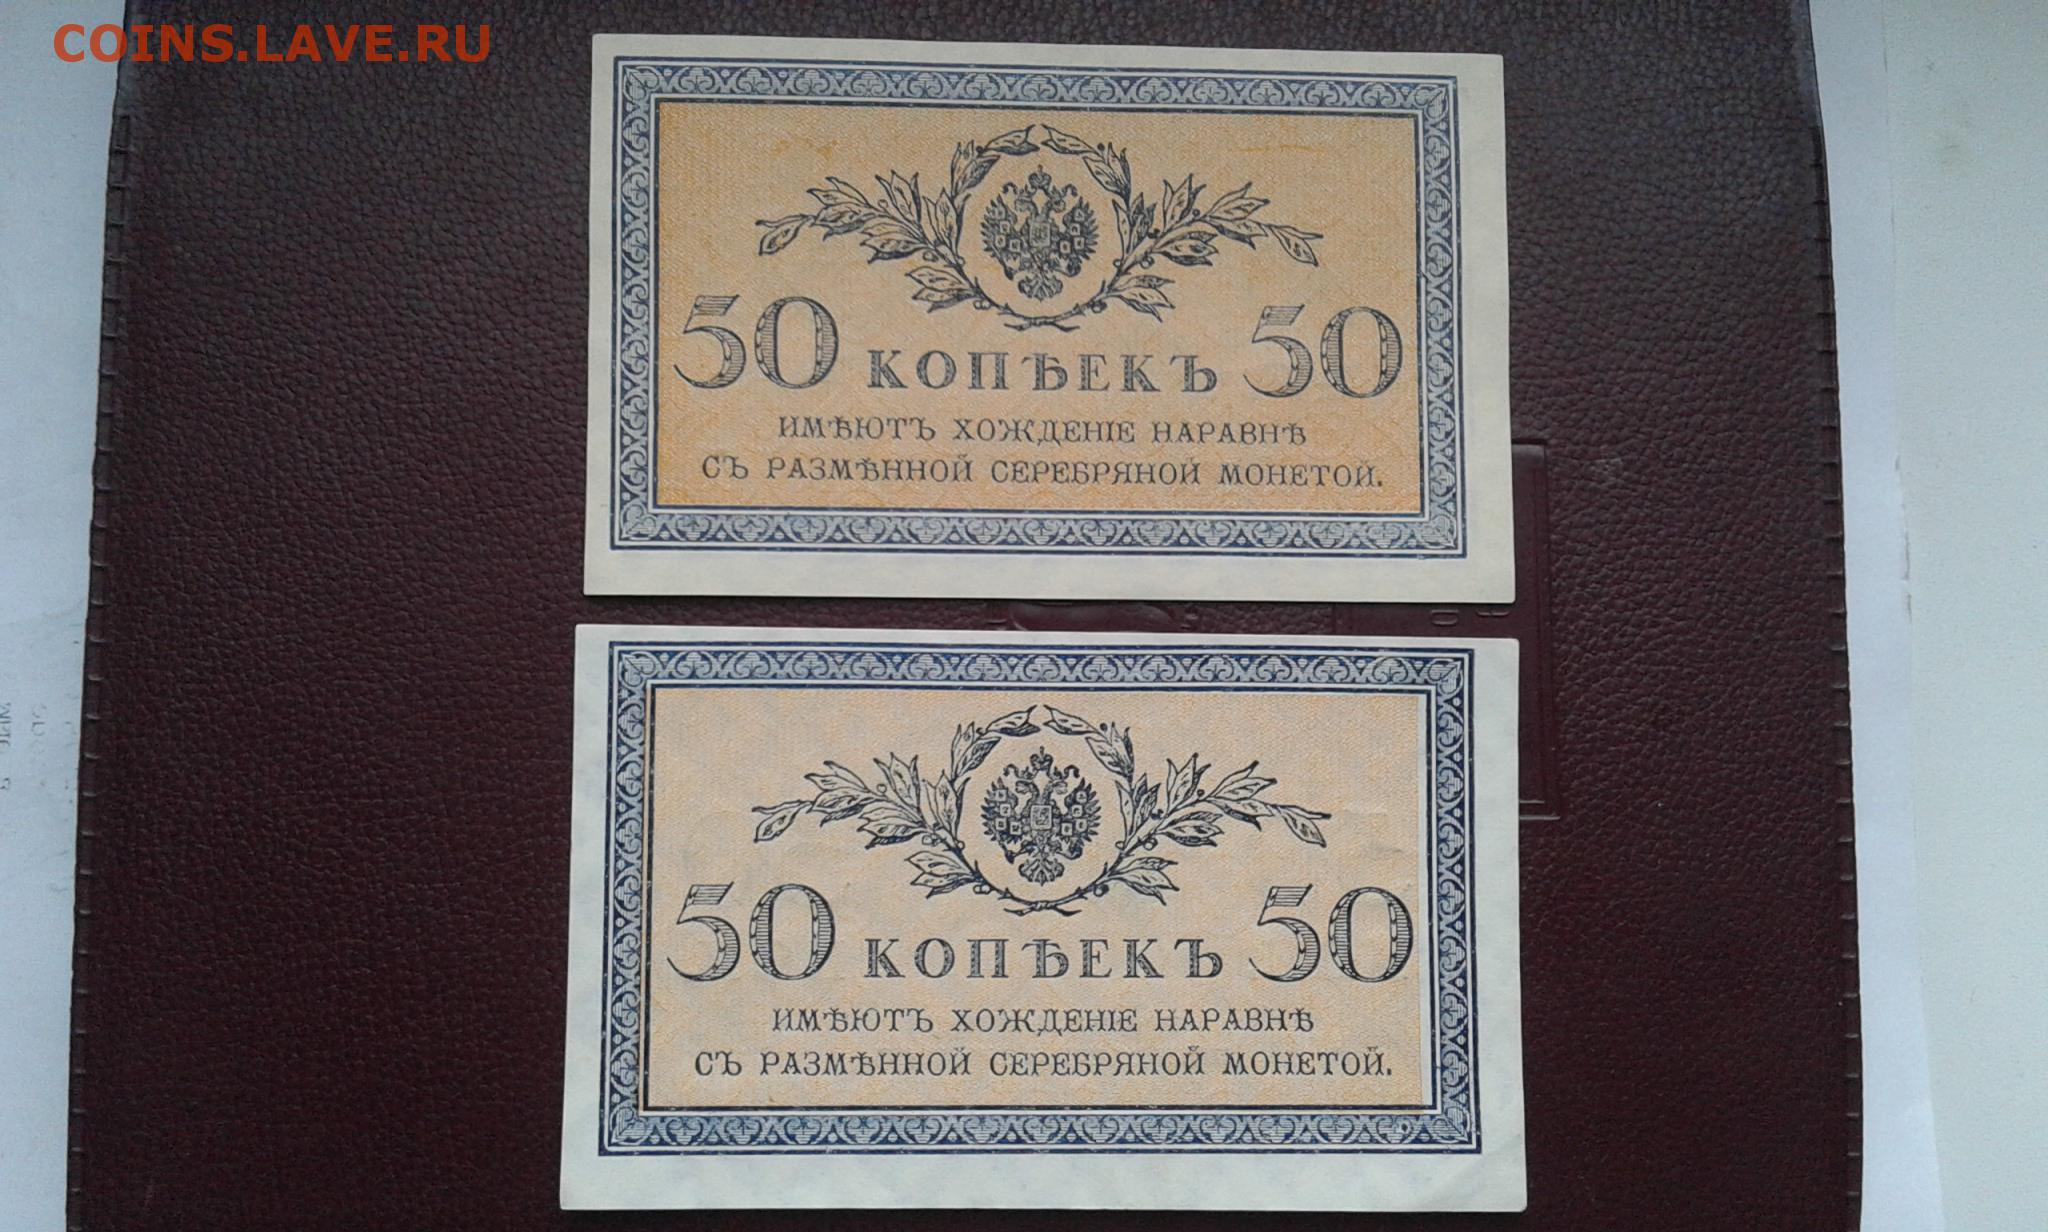 COINS.LAVE.RU
50 КОПѢЕКЪ 50
ИМѢЮТЪ ХОЖДЕНІЕ НАРАВНѢ
СЪ РАЗМѢННОЙ СЕРЕБРЯНОЙ МОНЕТОЙ.
50 КОПѢЕКЪ 50
ИМѢЮТЪ ХОЖДЕНІЕ НАРАВНѢ
СЪ РАЗМѢННОЙ СЕРЕБРЯНОЙ МОНЕТОЙ.